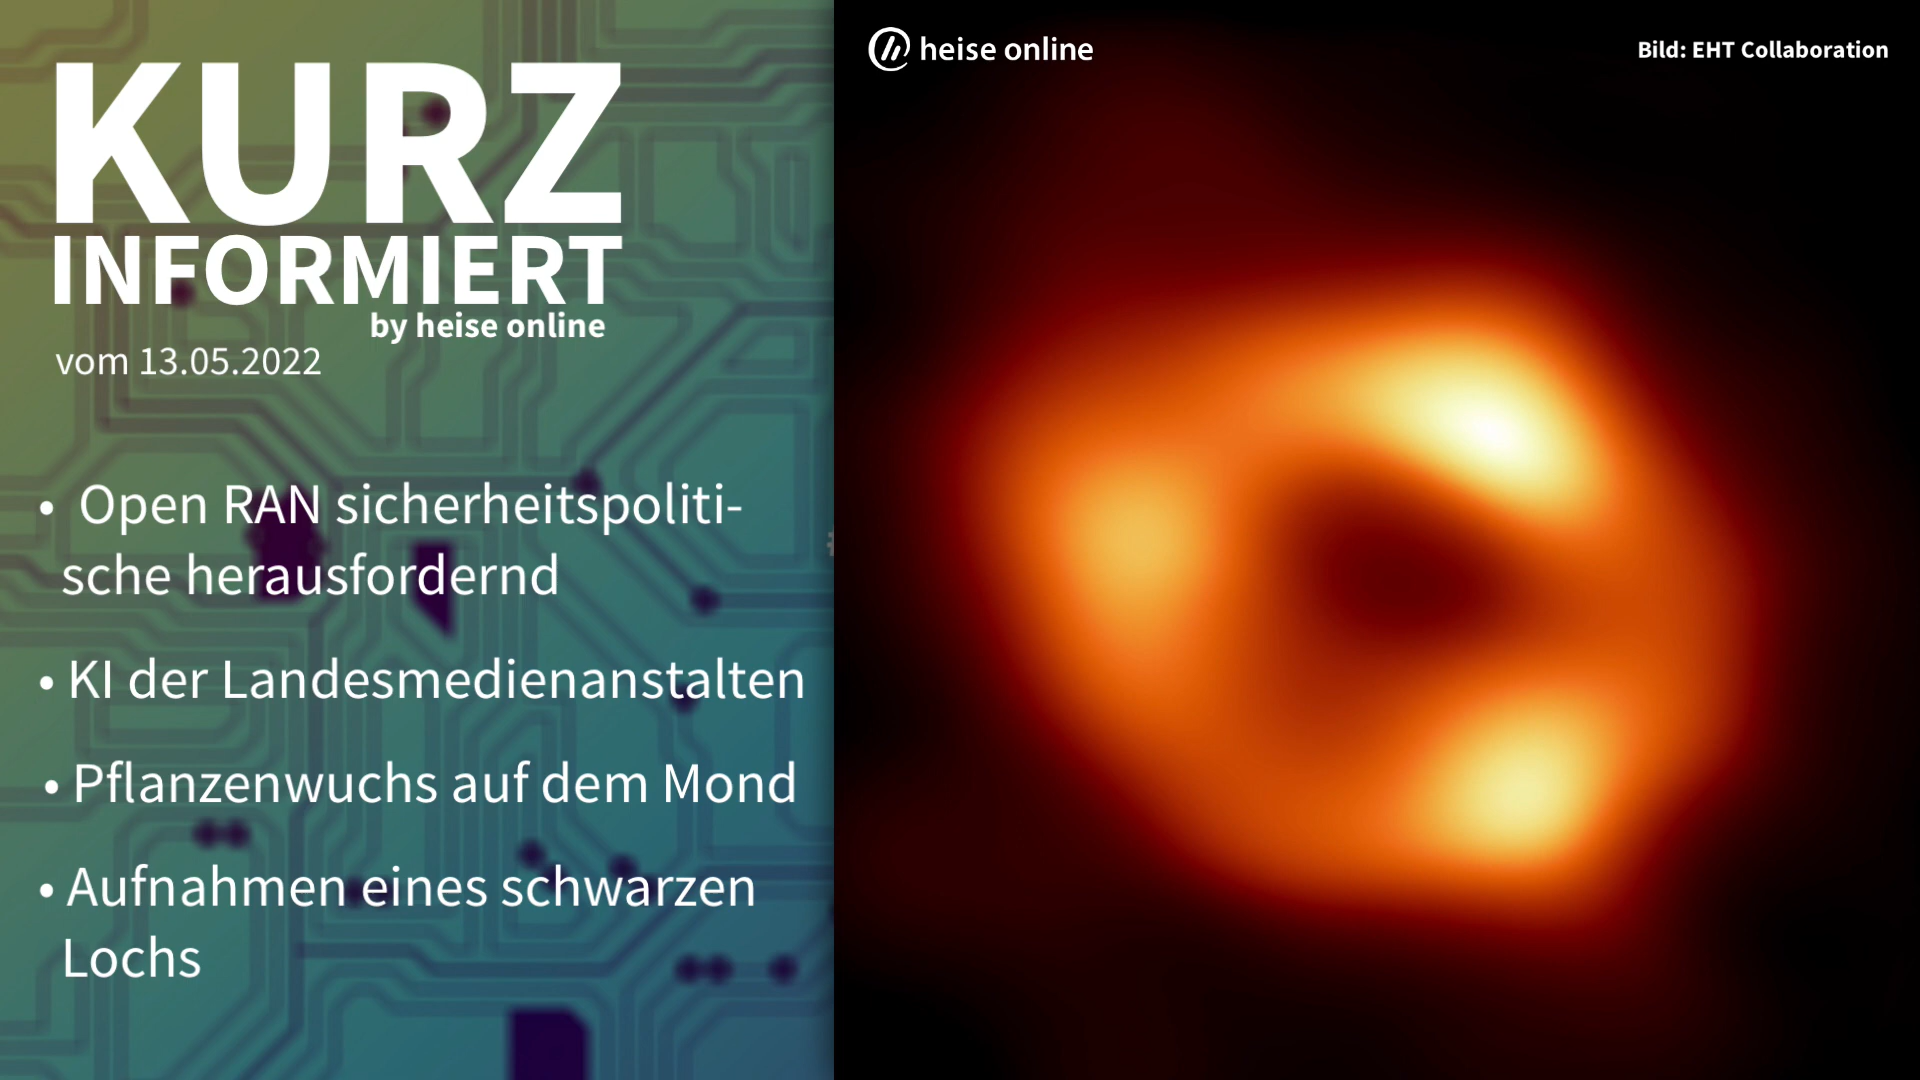 KURZ
INFORMIERT
by heise online
vom 13.05.2022
• Open RAN sicherheitspoliti-
sche herausfordernd
• KI der Landesmedienanstalten
• Pflanzenwuchs auf dem Mond
• Aufnahmen eines schwarzen
Lochs
heise online
Bild: EHT Collaboration